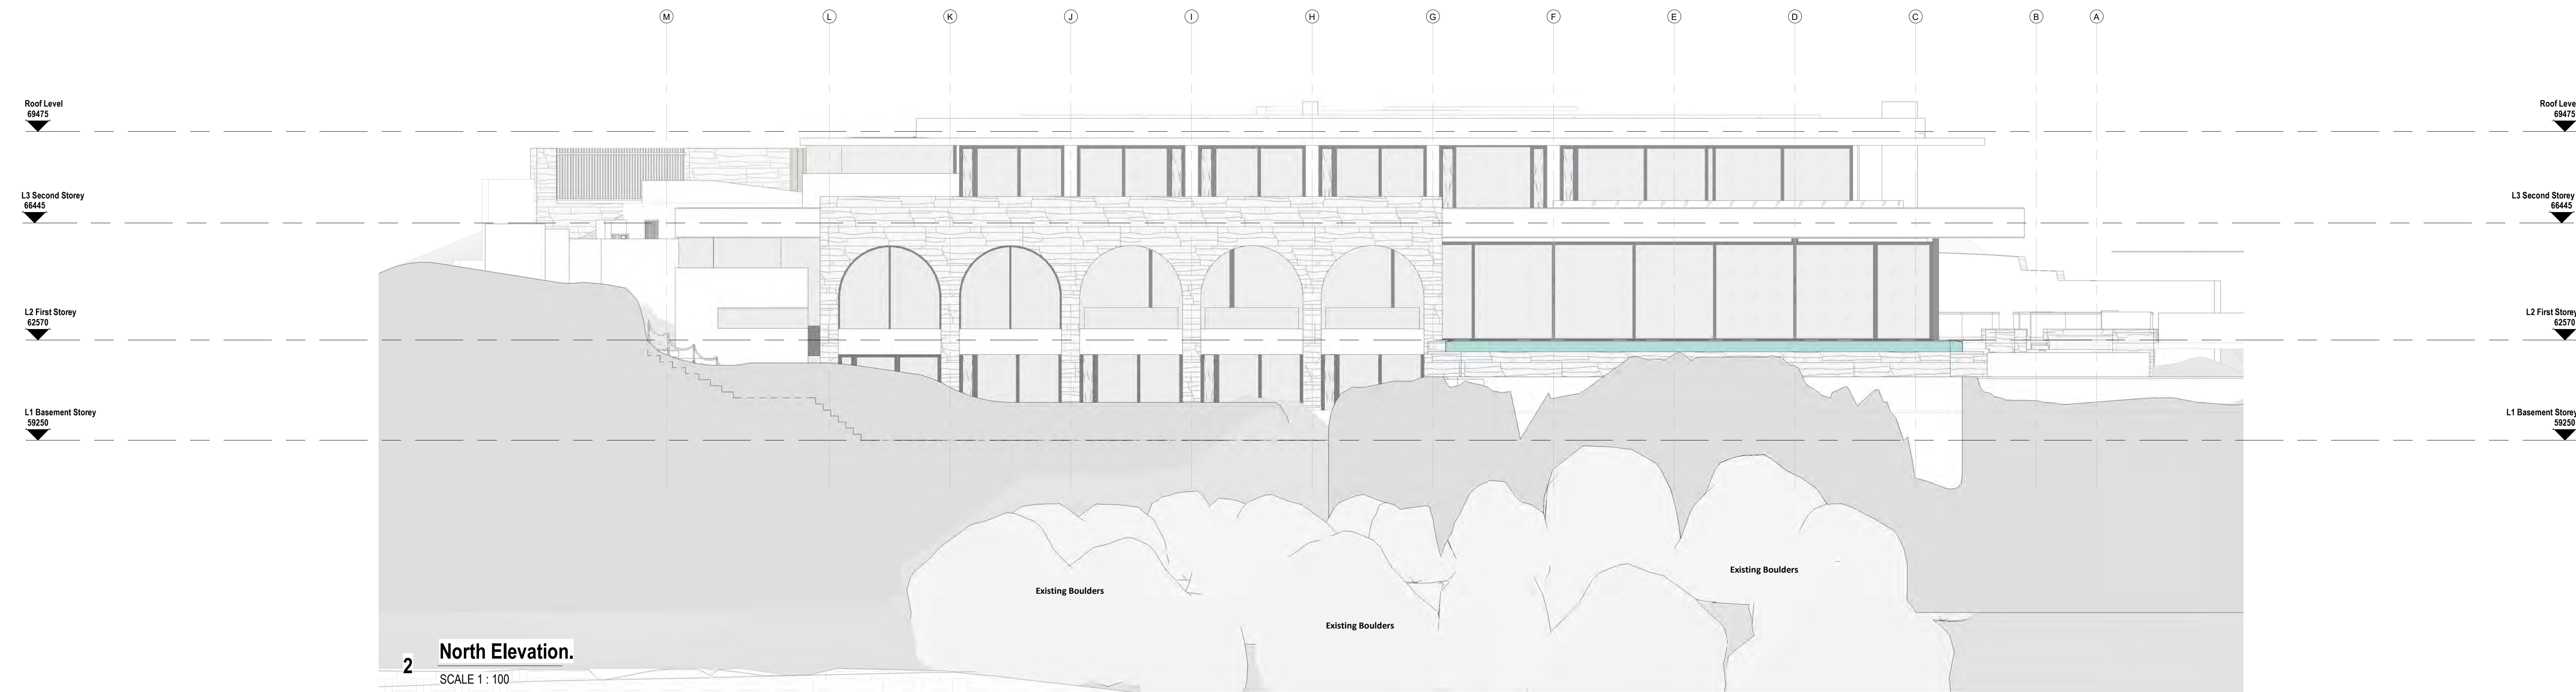 M L K J I H G F E D C B A
Roof Level
69475
Roof Leve
69475
L3 Second Storey
66445
L3 Second Storey
66445
L2 First Storey
62570
L2 First Storey
62570
L1 Basement Storey
59250
L1 Basement Storey
59250
Existing Boulders
Existing Boulders
Existing Boulders
2
North Elevation.
SCALE 1 : 100